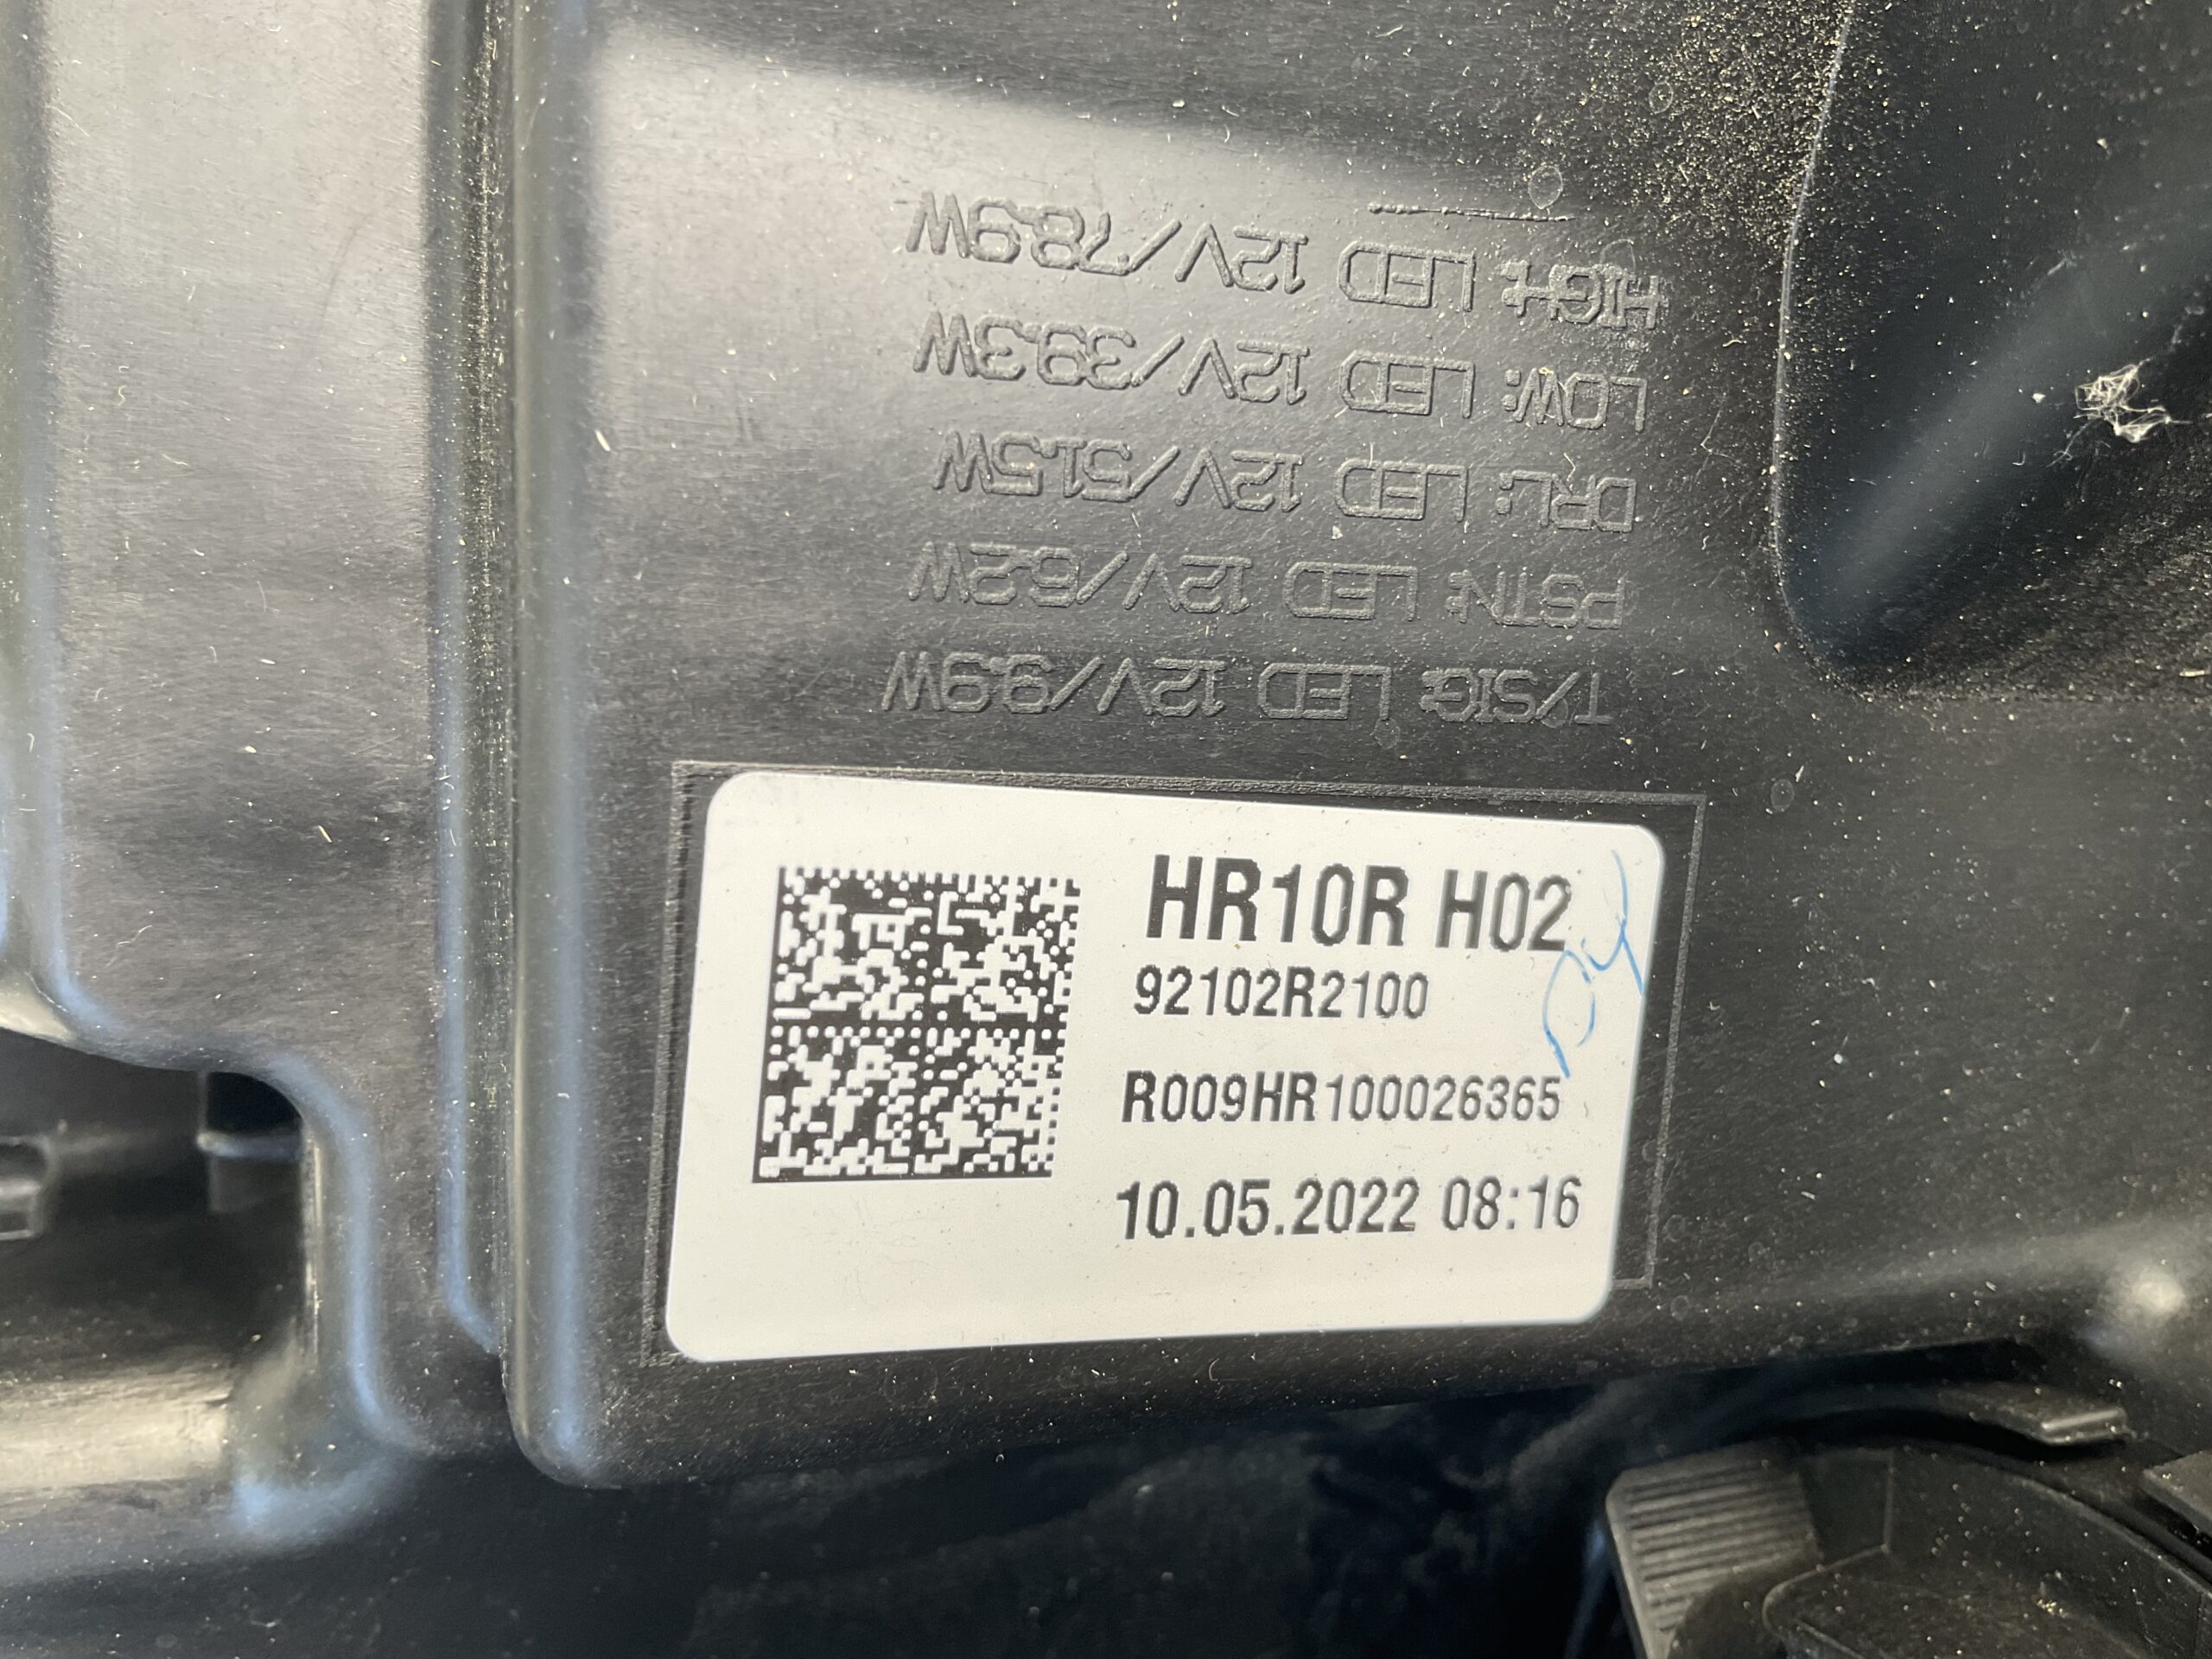 HIGH: LED 12V/78.9W
LOW: LED 12V/39.3W
DRL: LED 12V/51.5W
PSTN: LED 12V/6.2W
T/SIG: LED 12V/9.9W
HR10R H02
92102R2100
R009HR100026365
10.05.2022 08:16